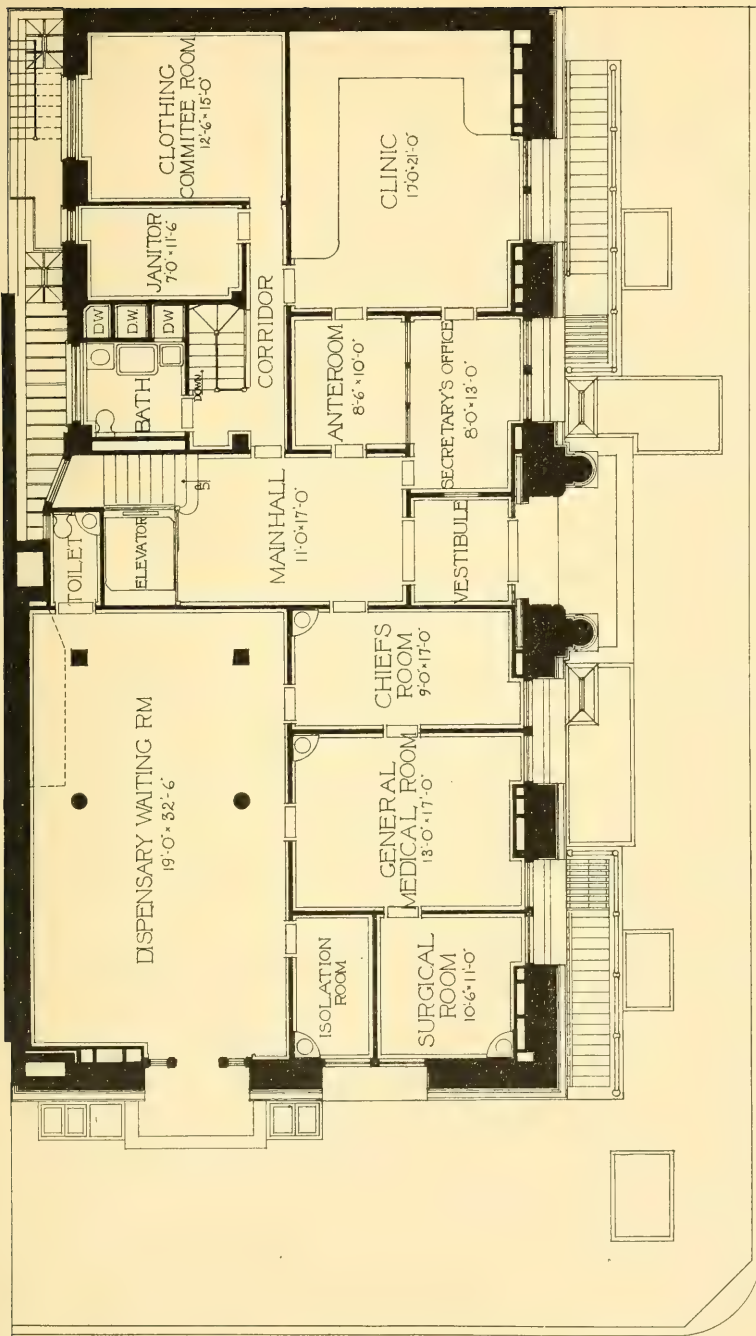 TOILET
ELEVATOR
BATH
DW
D.W.
DW
JANITOR
7'-0"×11'-6"
CLOTHING
COMMITEE ROOM
12'-6"×15'-0"
DISPENSARY WAITING RM
19'-0"×32'-6"
DOWN
CORRIDOR
MAIN HALL
11'-0"×17'-0"
ANTEROOM
8'-6"×10'-0"
CLINIC
17'0"×21'-0"
ISOLATION
ROOM
GENERAL
MEDICAL ROOM
13'-0"×17'-0"
CHIEFS
ROOM
9'-0"×17'-0"
SURGICAL
ROOM
10'-6"×11'-0"
VESTIBULE
SECRETARY'S OFFICE
8'-0"×13'-0"